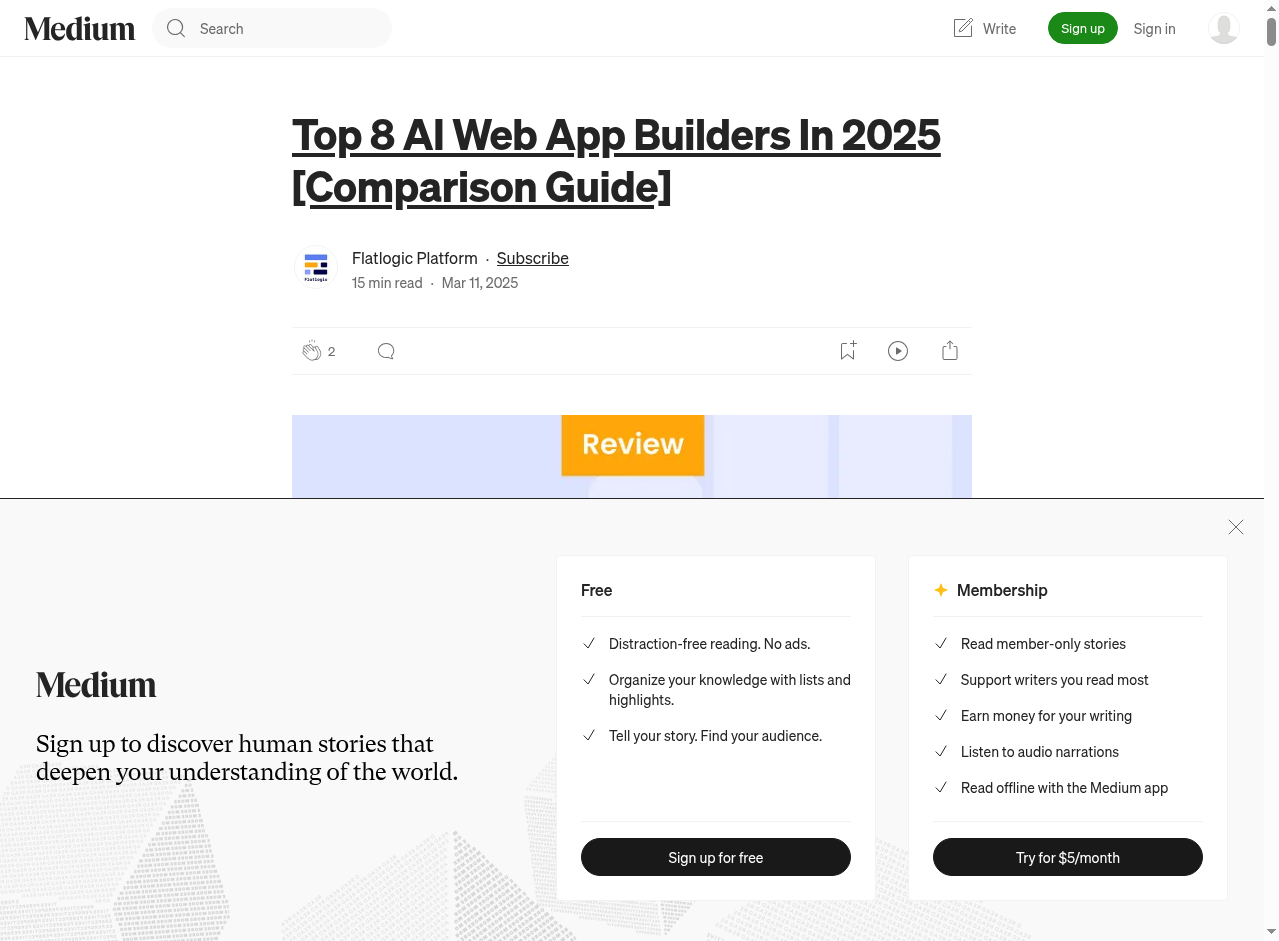 Medium
Search
Write
Sign up
Sign in
Top 8 AI Web App Builders In 2025
[Comparison Guide]
Flatlogic
Flatlogic Platform · Subscribe
15 min read · Mar 11, 2025
2
Review
Medium
Sign up to discover human stories that
deepen your understanding of the world.
Free
Distraction-free reading. No ads.
Organize your knowledge with lists and
highlights.
Tell your story. Find your audience.
Sign up for free
Membership
Read member-only stories
Support writers you read most
Earn money for your writing
Listen to audio narrations
Read offline with the Medium app
Try for $5/month